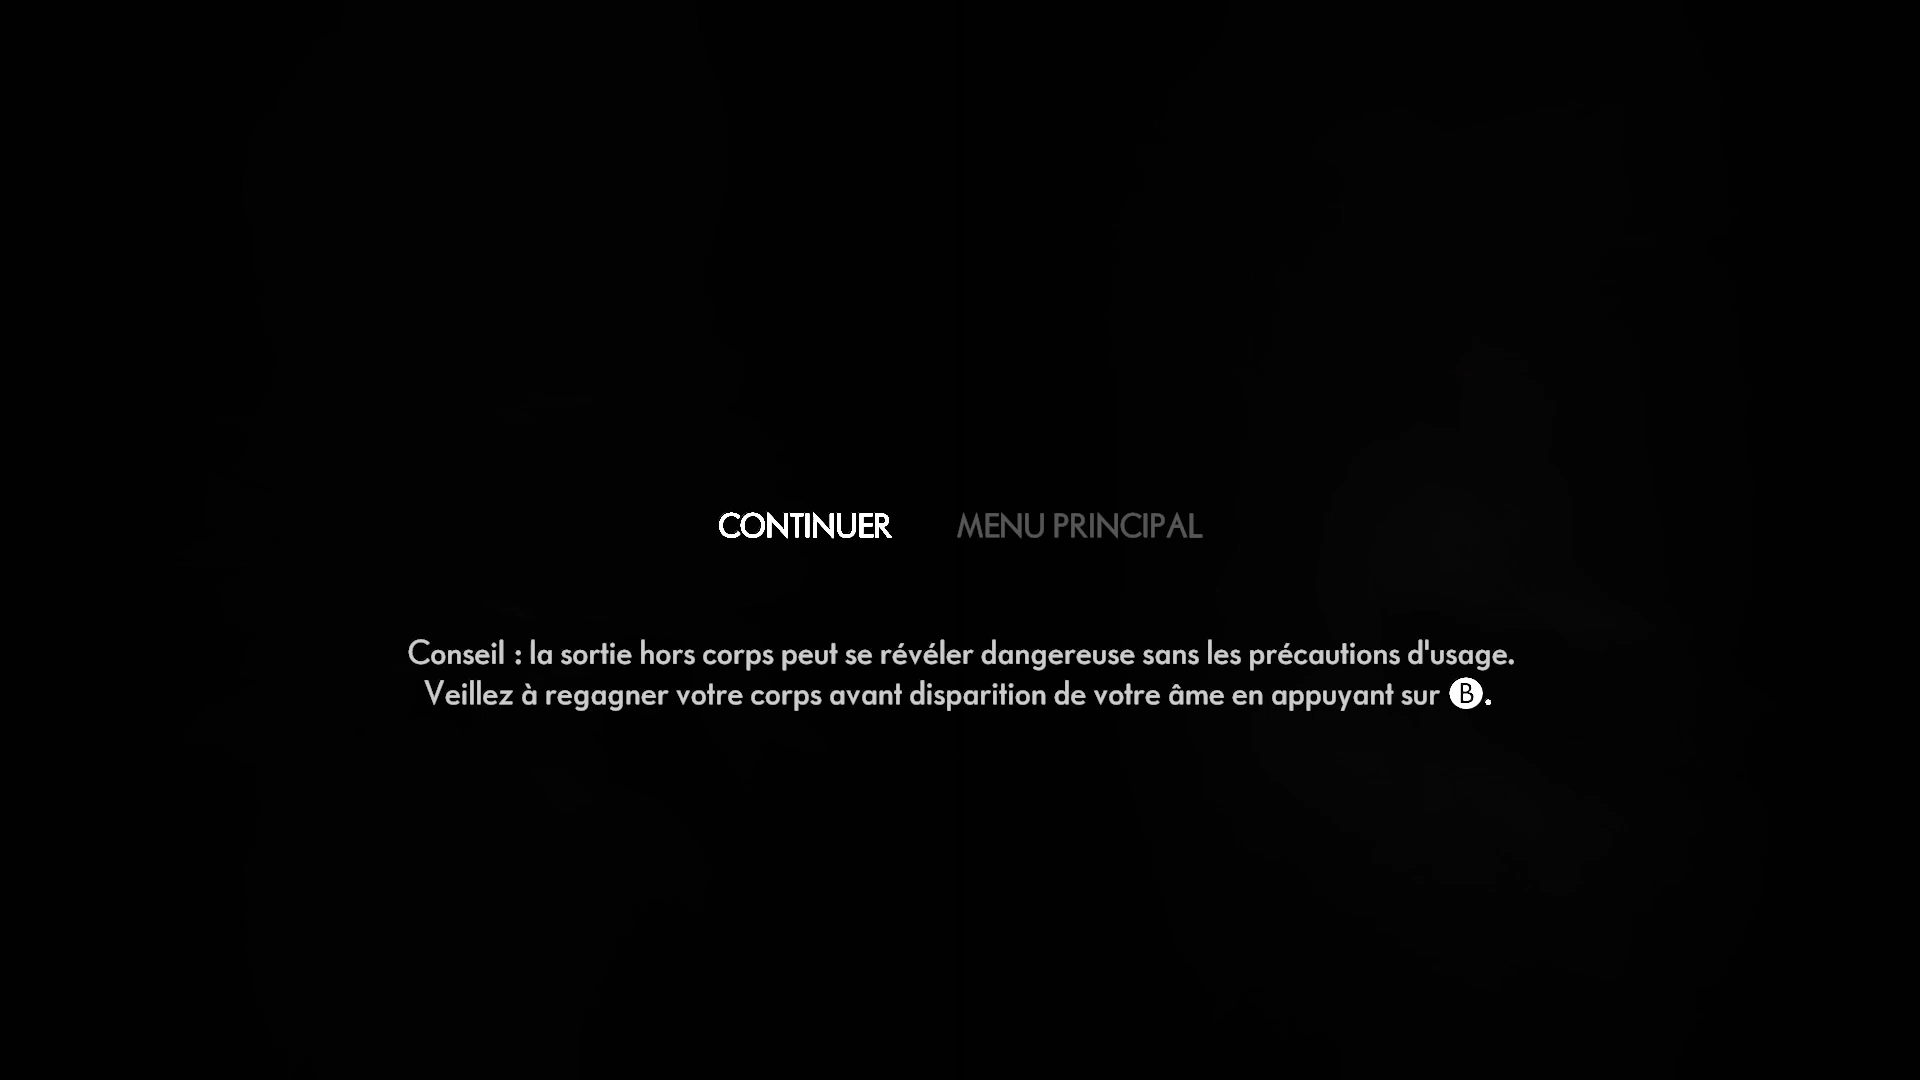 CONTINUER MENU PRINCIPAL
Conseil : la sortie hors corps peut se révéler dangereuse sans les précautions d'usage.
Veillez à regagner votre corps avant disparition de votre âme en appuyant sur B.